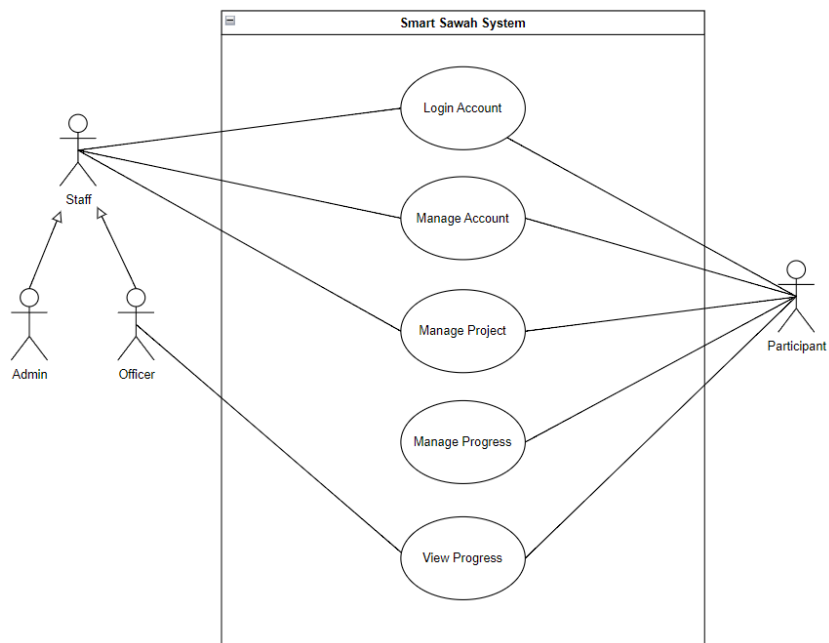 Smart Sawah System
Login Account
Staff
Manage Account
Manage Project
Participant
Admin
Officer
Manage Progress
View Progress